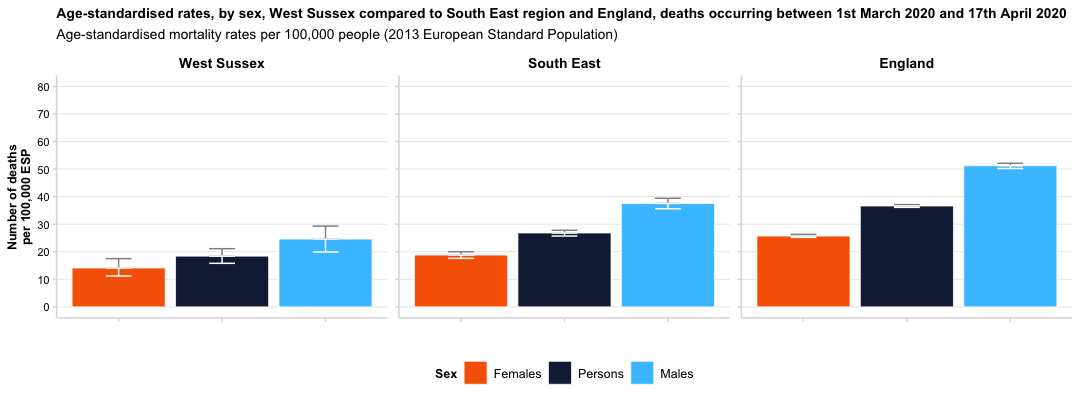 Age-standardised rates, by sex, West Sussex compared to South East region and England, deaths occurring between 1st March 2020 and 17th April 2020
Age-standardised mortality rates per 100,000 people (2013 European Standard Population)
West Sussex
South East
England
Number of deaths
per 100,000 ESP
80
70
60
50
40
30
20
10
0
Sex Females Persons Males